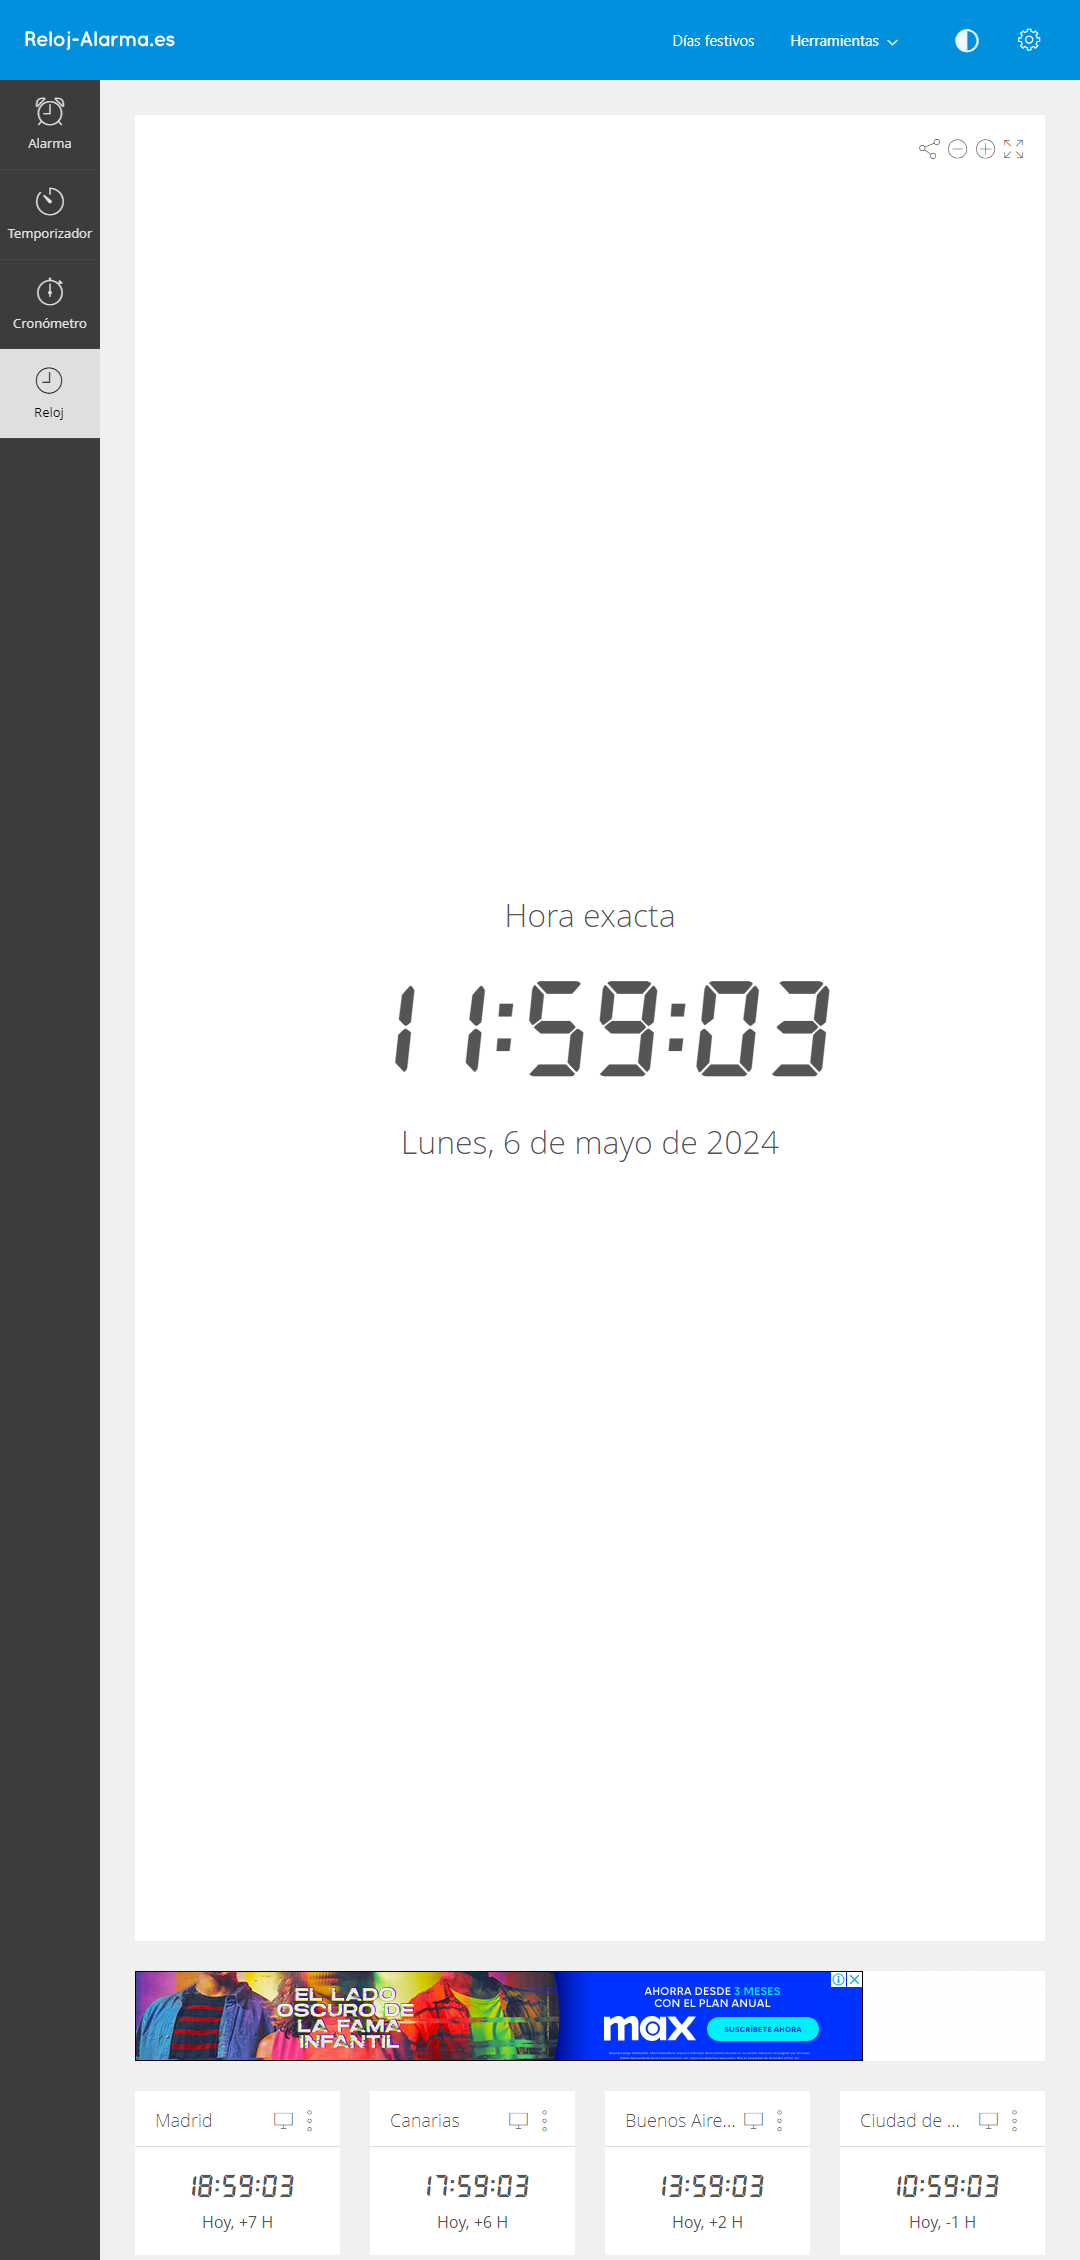 Reloj-Alarma.es
Días festivos
Herramientas
Alarma
Temporizador
Cronómetro
Reloj
Hora exacta
11:59:03
Lunes, 6 de mayo de 2024
EL LADO
OSCURO DE
LA FAMA
INFANTIL
AHORRA DESDE 3 MESES
CON EL PLAN ANUAL
max
SUSCRÍBETE AHORA
Madrid
18:59:03
Hoy, +7 H
Canarias
17:59:03
Hoy, +6 H
Buenos Aire...
13:59:03
Hoy, +2 H
Ciudad de ...
10:59:03
Hoy, -1 H